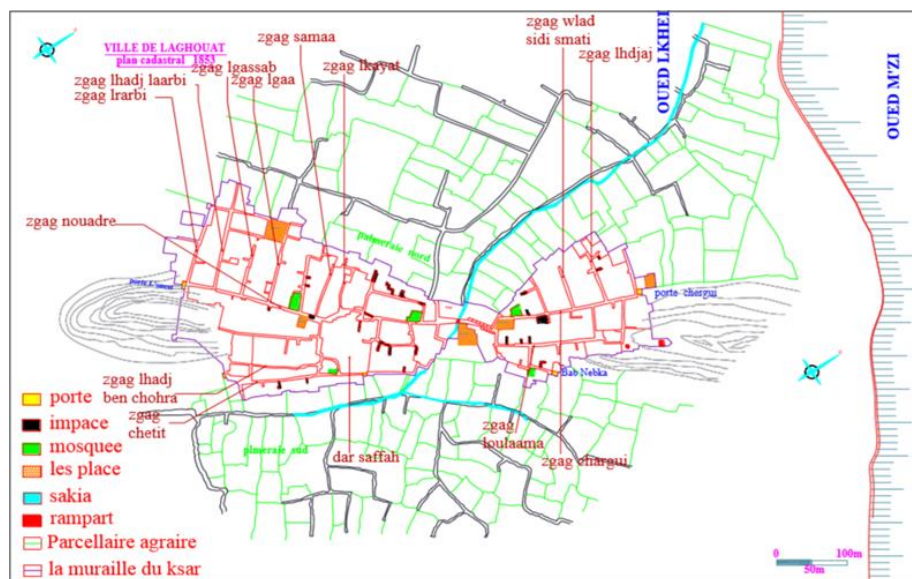 VILLE DE LAGHOUAT
plan cadastral 1853
zgag samaa
zgag wlad
sidi smati
zgag lhdjaj
OUED LKHEI
OUED M'ZI
zgag lgassab
zgag lkayat
zgag lhadj laarbi
zgag lgaa
zgag lrarbi
zgag nouadre
palmeraie nord
porte chergui
Bab Nebka
zgag lhadj
ben chohra
zgag
chetit
palmeraie sud
dar saffah
zgag
loulaama
zgag chargui
porte
impace
mosquee
les place
sakia
rampart
Parcellaire agraire
la muraille du ksar
0
50m
100m